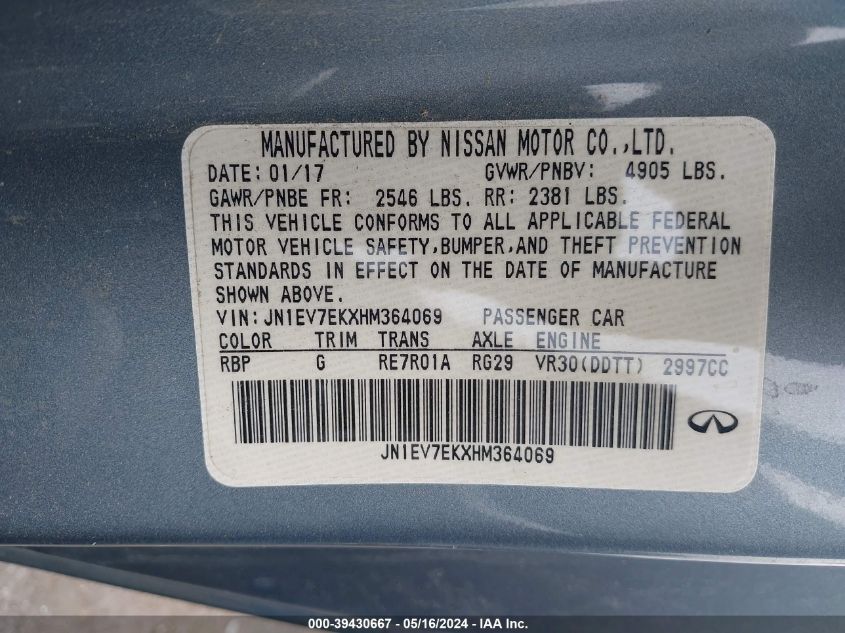 MANUFACTURED BY NISSAN MOTOR CO.,LTD.
DATE: 01/17 GVWR/PNBV: 4905 LBS.
GAWR/PNBE FR: 2546 LBS. RR: 2381 LBS.
THIS VEHICLE CONFORMS TO ALL APPLICABLE FEDERAL
MOTOR VEHICLE SAFETY,BUMPER,AND THEFT PREVENTION
STANDARDS IN EFFECT ON THE DATE OF MANUFACTURE
SHOWN ABOVE.
VIN:JN1EV7EKXHM364069 PASSENGER CAR
COLOR TRIM TRANS AXLE ENGINE
RBP G RE7R01A RG29 VR30(DDTT) 2997CC
JN1EV7EKXHM364069
000-39430667 - 05/16/2024 - IAA Inc.